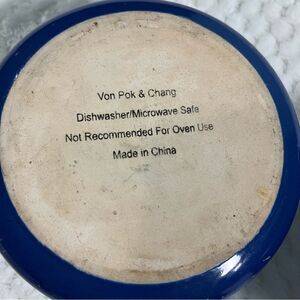 Von Pok & Chang
Dishwasher/Microwave Safe
Not Recommended For Oven Use
Made in China